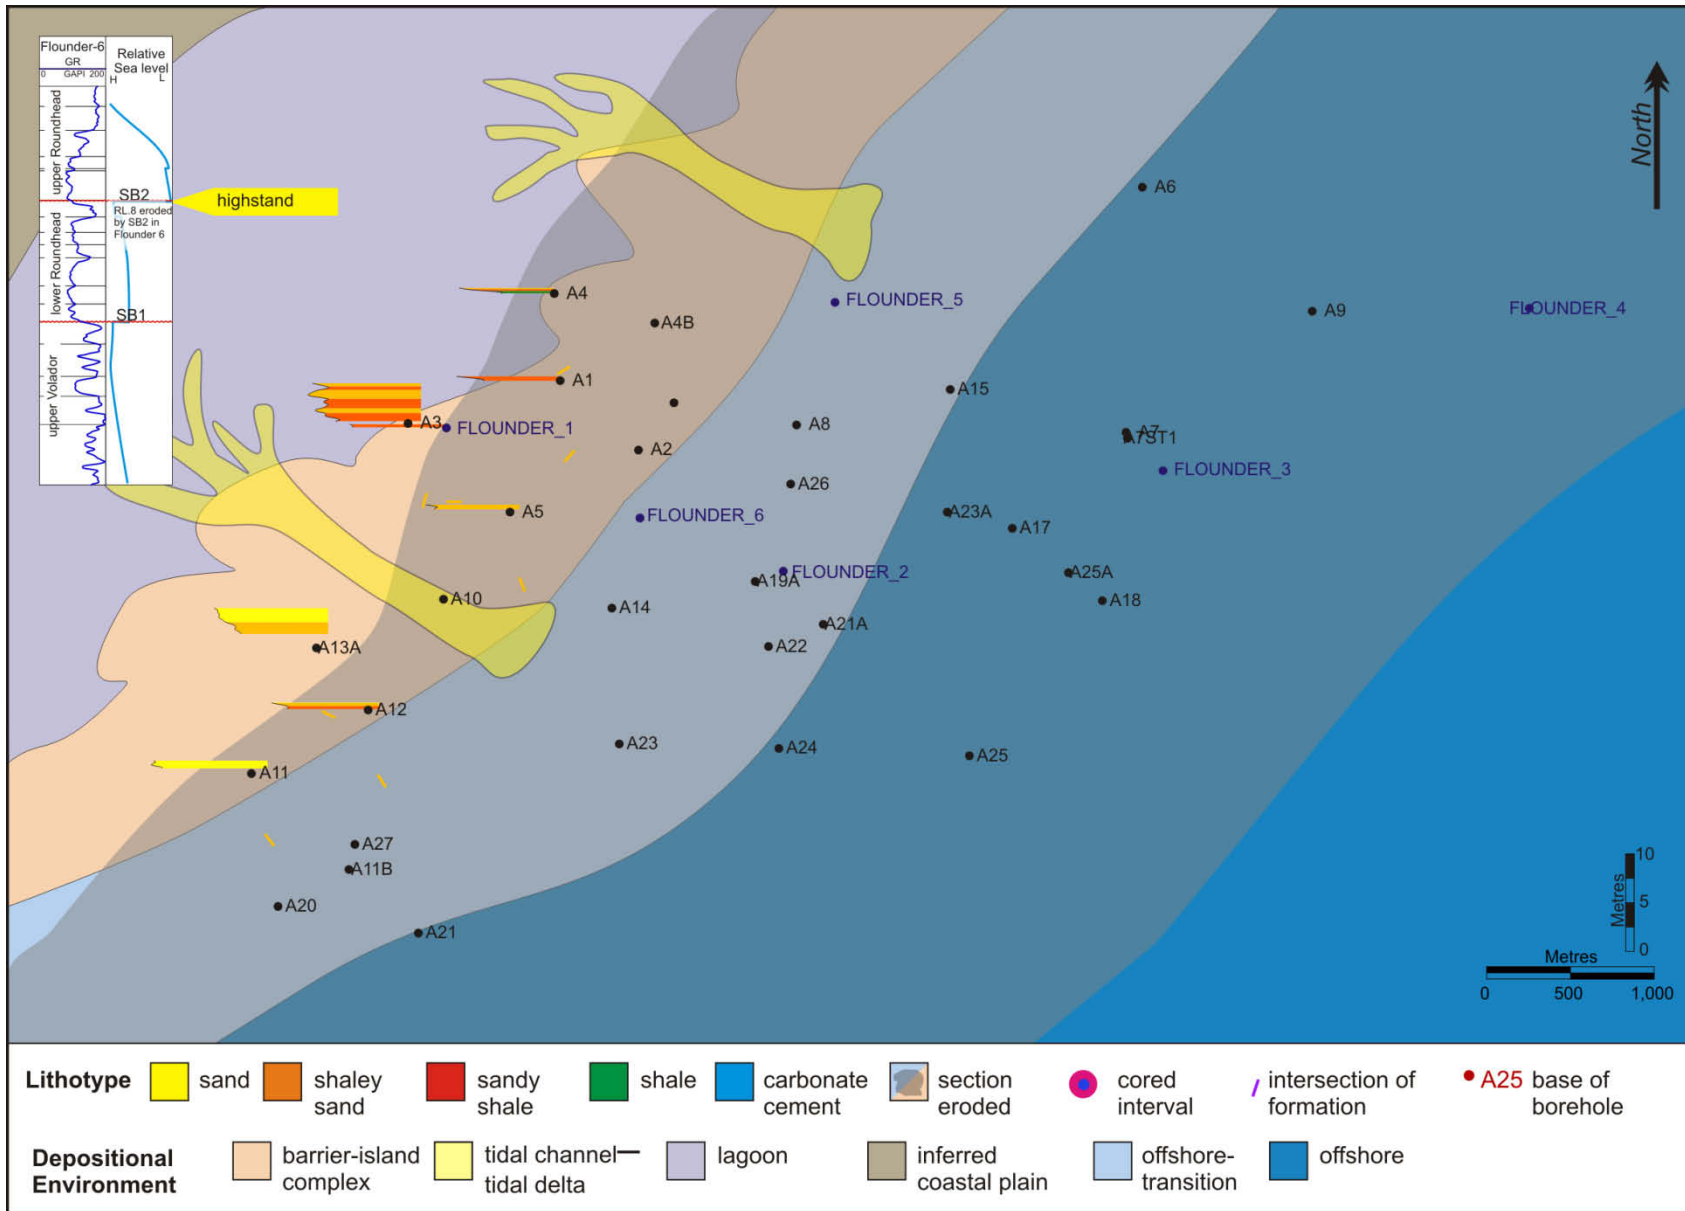 Flounder-6
GR
0 GAPI 200
Relative
Sea level
H L
upper Roundhead
SB2
RL.8 eroded
by SB2 in
Flounder 6
lower Roundhead
SB1
upper Volador
highstand
North
A6
FLOUNDER_5
A9
FLOUNDER_4
A4
A4B
A1
A15
A3
FLOUNDER_1
A8
A7
A7ST1
A2
FLOUNDER_3
A26
A5
FLOUNDER_6
A23A
A17
FLOUNDER_2
A19A
A25A
A10
A14
A18
A21A
A13A
A22
A12
A23
A24
A25
A11
A27
A11B
A20
A21
10
5
0
Metres
Metres
0 500 1,000
Lithotype
sand
shaley
sand
sandy
shale
shale
carbonate
cement
section
eroded
cored
interval
intersection of
formation
A25 base of
borehole
Depositional
Environment
barrier-island
complex
tidal channel—
tidal delta
lagoon
inferred
coastal plain
offshore-
transition
offshore